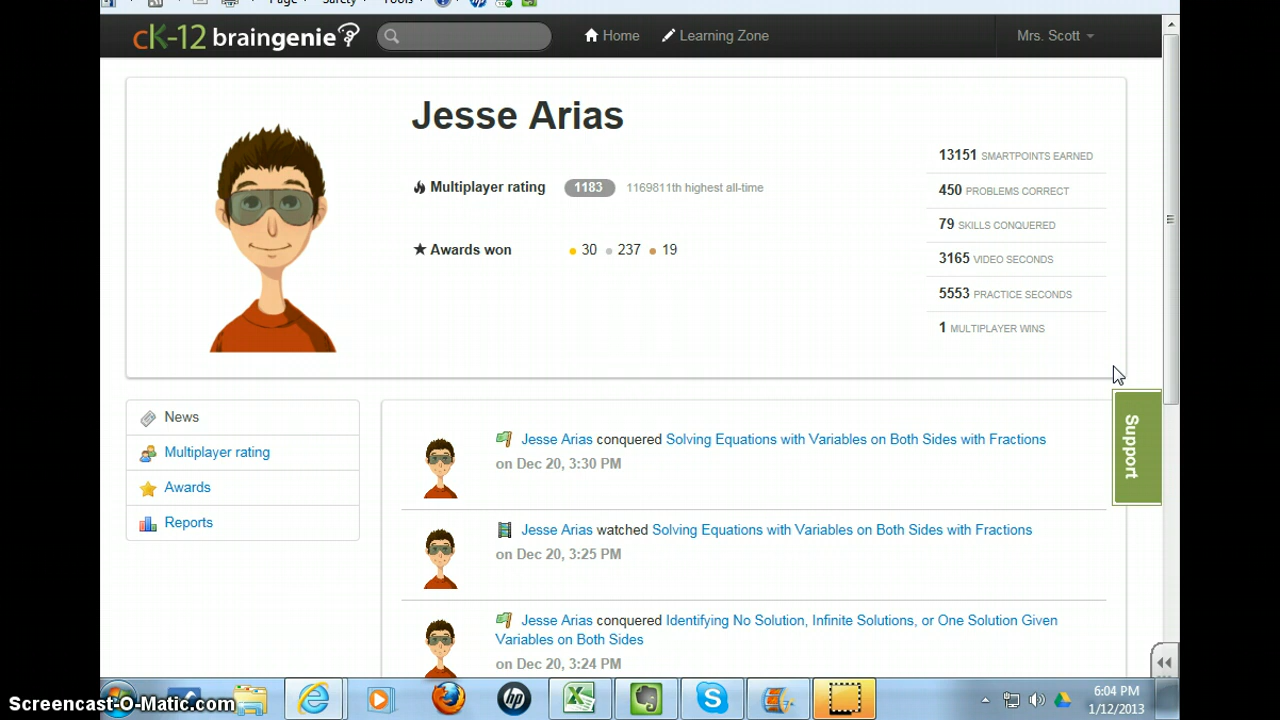 Page Safety Tools
cK-12 braingenie
Home
Learning Zone
Mrs. Scott
Jesse Arias
13151 SMARTPOINTS EARNED
Multiplayer rating 1183 1169811th highest all-time
450 PROBLEMS CORRECT
79 SKILLS CONQUERED
Awards won 30 237 19
3165 VIDEO SECONDS
5553 PRACTICE SECONDS
1 MULTIPLAYER WINS
Support
News
Multiplayer rating
Awards
Reports
Jesse Arias conquered Solving Equations with Variables on Both Sides with Fractions
on Dec 20, 3:30 PM
Jesse Arias watched Solving Equations with Variables on Both Sides with Fractions
on Dec 20, 3:25 PM
Jesse Arias conquered Identifying No Solution, Infinite Solutions, or One Solution Given
Variables on Both Sides
on Dec 20, 3:24 PM
6:04 PM
1/12/2013
Screencast-O-Matic.com